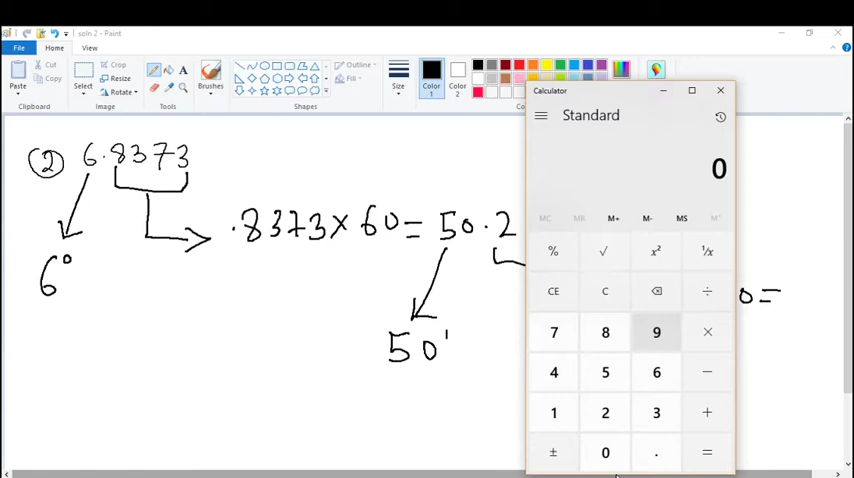 soln 2 - Paint
File Home View
Paste
Cut
Copy
Clipboard
Select
Crop
Resize
Rotate
Image
A
Tools
Brushes
Shapes
Outline
Fill
Size
Color 1
Color 2
② 6.8373
6°
.8373 x 60 = 50.2
50'
0 =
Calculator
Standard
0
MC MR M+ M- MS M˅
% √ x² ¹/x
CE C ÷
7 8 9 ×
4 5 6 −
1 2 3 +
± 0 . =